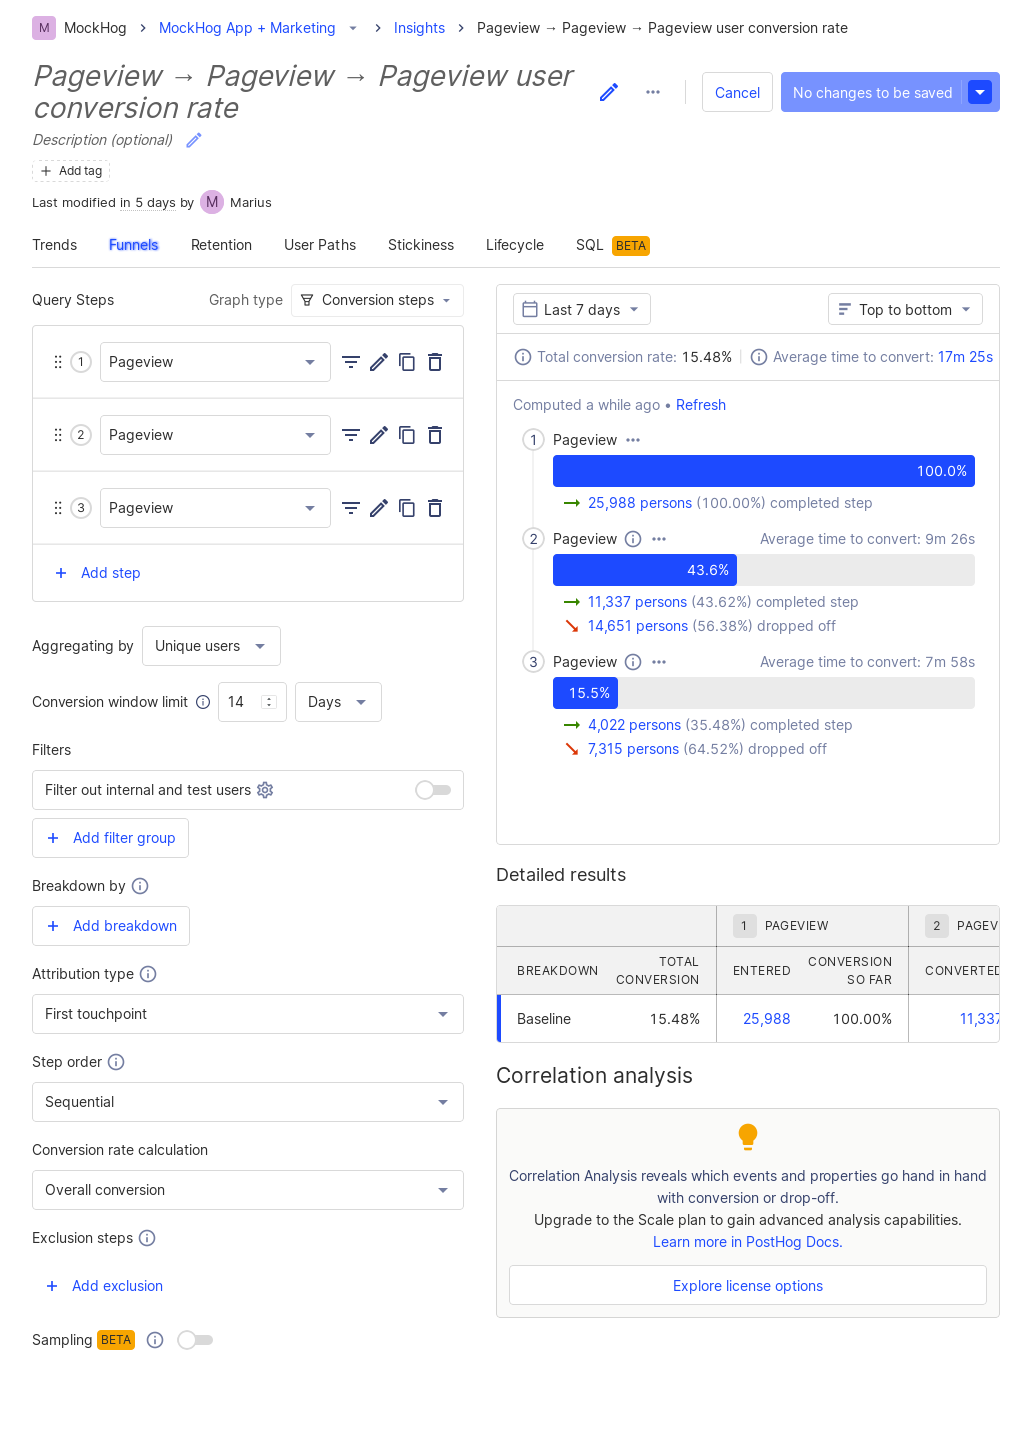 M MockHog > MockHog App + Marketing > Insights > Pageview → Pageview → Pageview user conversion rate
Pageview → Pageview → Pageview user
conversion rate
Cancel
No changes to be saved
Description (optional)
+ Add tag
Last modified in 5 days by M Marius
Trends Funnels Retention User Paths Stickiness Lifecycle SQL BETA
Query Steps
Graph type Conversion steps
1 Pageview
2 Pageview
3 Pageview
+ Add step
Aggregating by Unique users
Conversion window limit 14 Days
Filters
Filter out internal and test users
+ Add filter group
Breakdown by
+ Add breakdown
Attribution type
First touchpoint
Step order
Sequential
Conversion rate calculation
Overall conversion
Exclusion steps
+ Add exclusion
Sampling BETA
Last 7 days
Top to bottom
Total conversion rate: 15.48%
Average time to convert: 17m 25s
Computed a while ago • Refresh
1 Pageview
100.0%
→ 25,988 persons (100.00%) completed step
2 Pageview
Average time to convert: 9m 26s
43.6%
→ 11,337 persons (43.62%) completed step
↘ 14,651 persons (56.38%) dropped off
3 Pageview
Average time to convert: 7m 58s
15.5%
→ 4,022 persons (35.48%) completed step
↘ 7,315 persons (64.52%) dropped off
Detailed results
1 PAGEVIEW
2 PAGEV
BREAKDOWN
TOTAL
CONVERSION
ENTERED
CONVERSION
SO FAR
CONVERTED
Baseline 15.48% 25,988 100.00% 11,337
Correlation analysis
Correlation Analysis reveals which events and properties go hand in hand
with conversion or drop-off.
Upgrade to the Scale plan to gain advanced analysis capabilities.
Learn more in PostHog Docs.
Explore license options